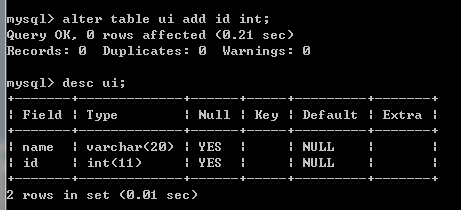 mysql> alter table ui add id int;
Query OK, 0 rows affected (0.21 sec)
Records: 0  Duplicates: 0  Warnings: 0
mysql> desc ui;
+-------+-------------+------+-----+---------+-------+
| Field | Type        | Null | Key | Default | Extra |
+-------+-------------+------+-----+---------+-------+
| name  | varchar(20) | YES  |     | NULL    |       |
| id    | int(11)     | YES  |     | NULL    |       |
+-------+-------------+------+-----+---------+-------+
2 rows in set (0.01 sec)